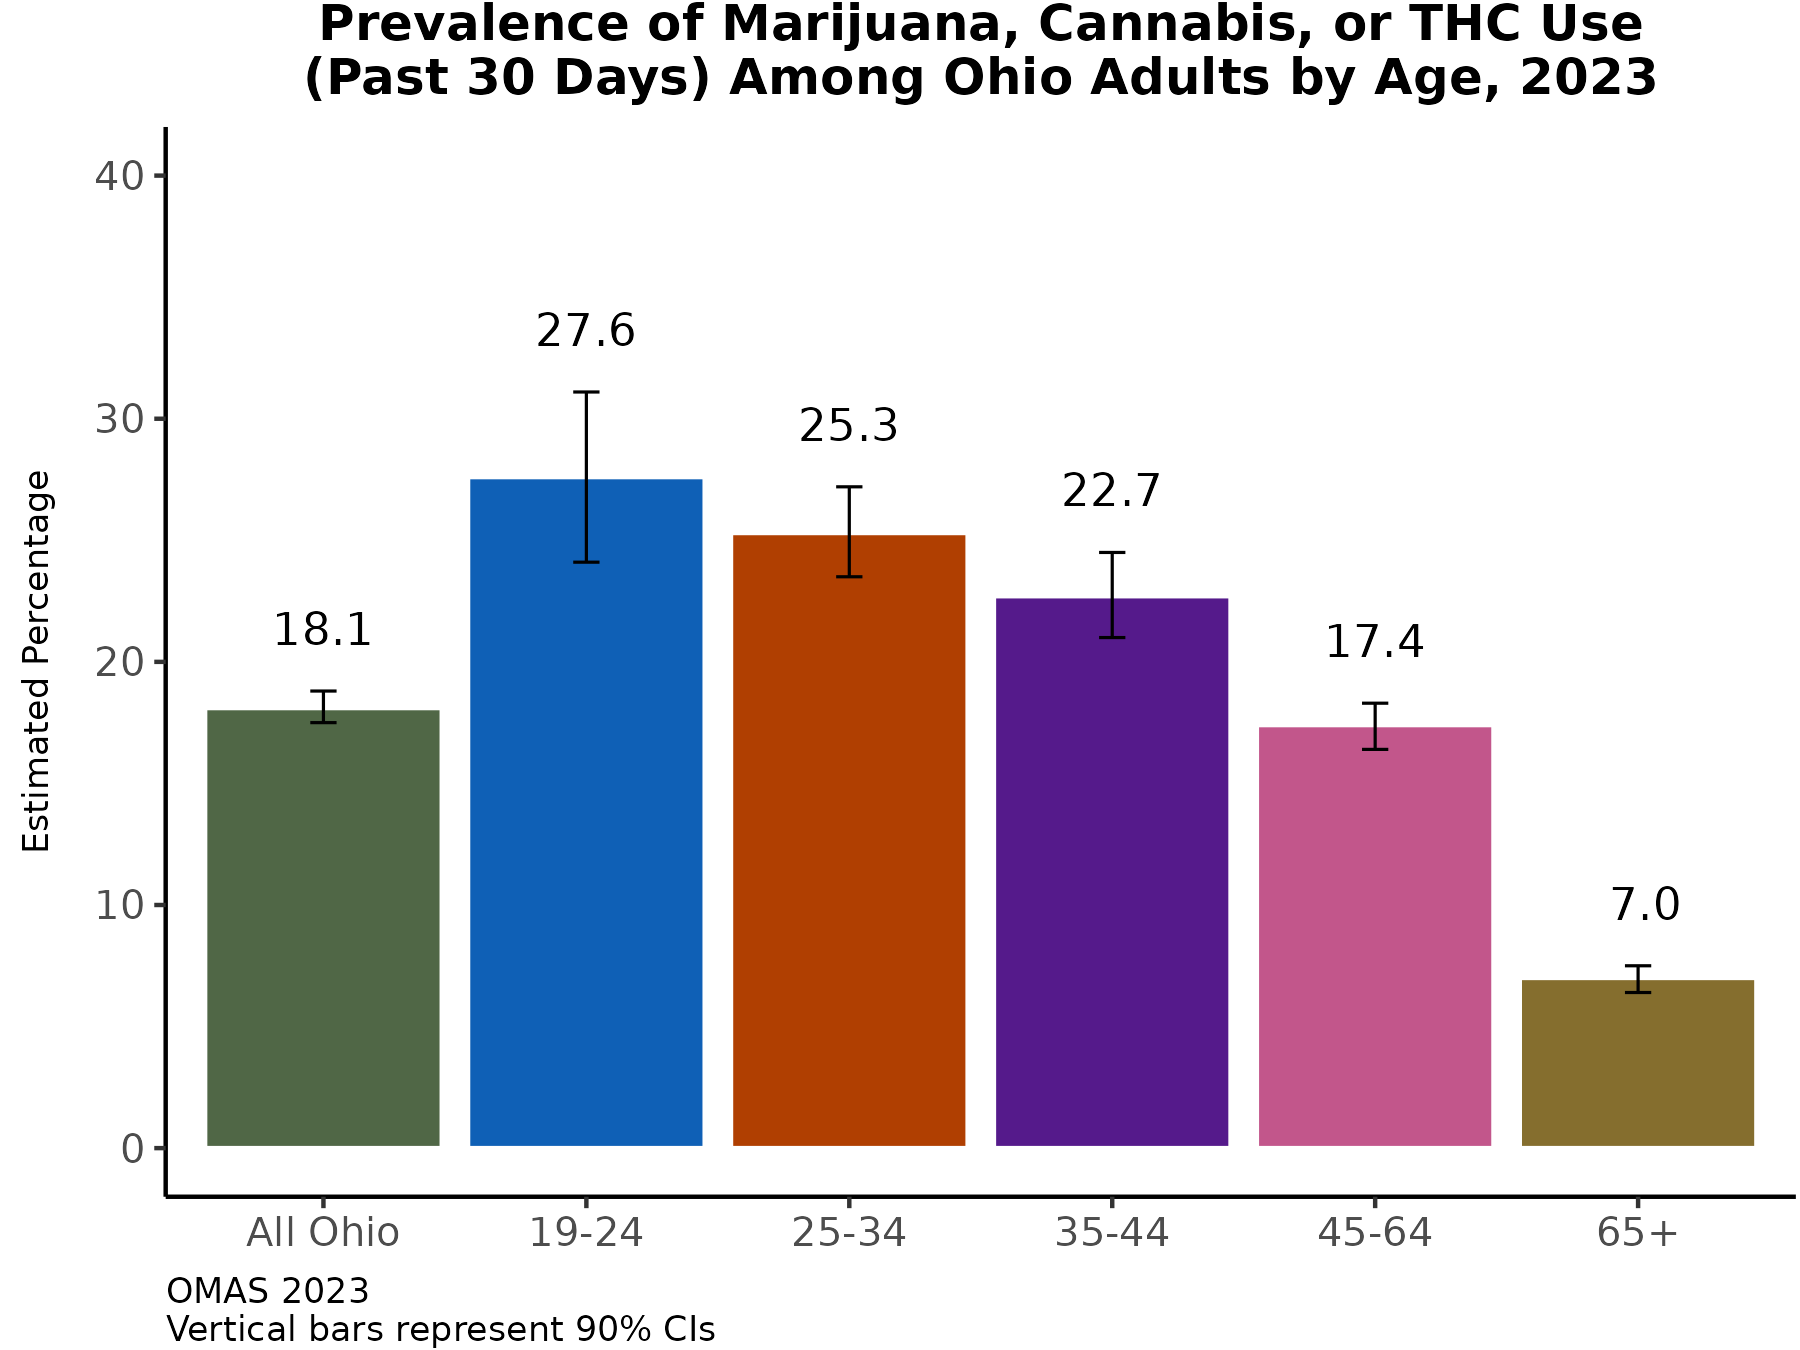 Prevalence of Marijuana, Cannabis, or THC Use
(Past 30 Days) Among Ohio Adults by Age, 2023
Estimated Percentage
40
30
20
10
0
18.1
27.6
25.3
22.7
17.4
7.0
All Ohio
19-24
25-34
35-44
45-64
65+
OMAS 2023
Vertical bars represent 90% CIs